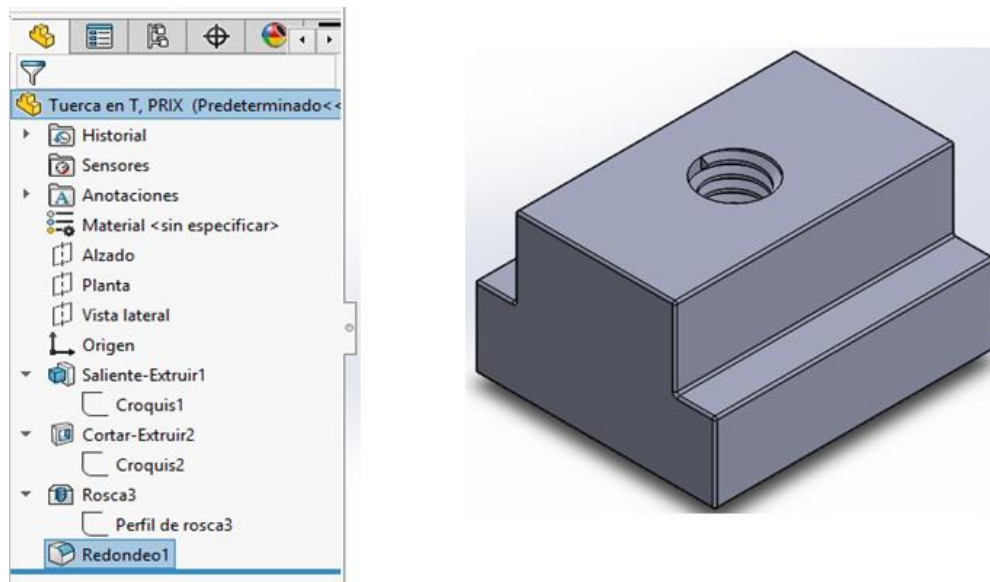 Tuerca en T, PRIX (Predeterminado<<
Historial
Sensores
Anotaciones
Material <sin especificar>
Alzado
Planta
Vista lateral
Origen
Saliente-Extruir1
Croquis1
Cortar-Extruir2
Croquis2
Rosca3
Perfil de rosca3
Redondeo1